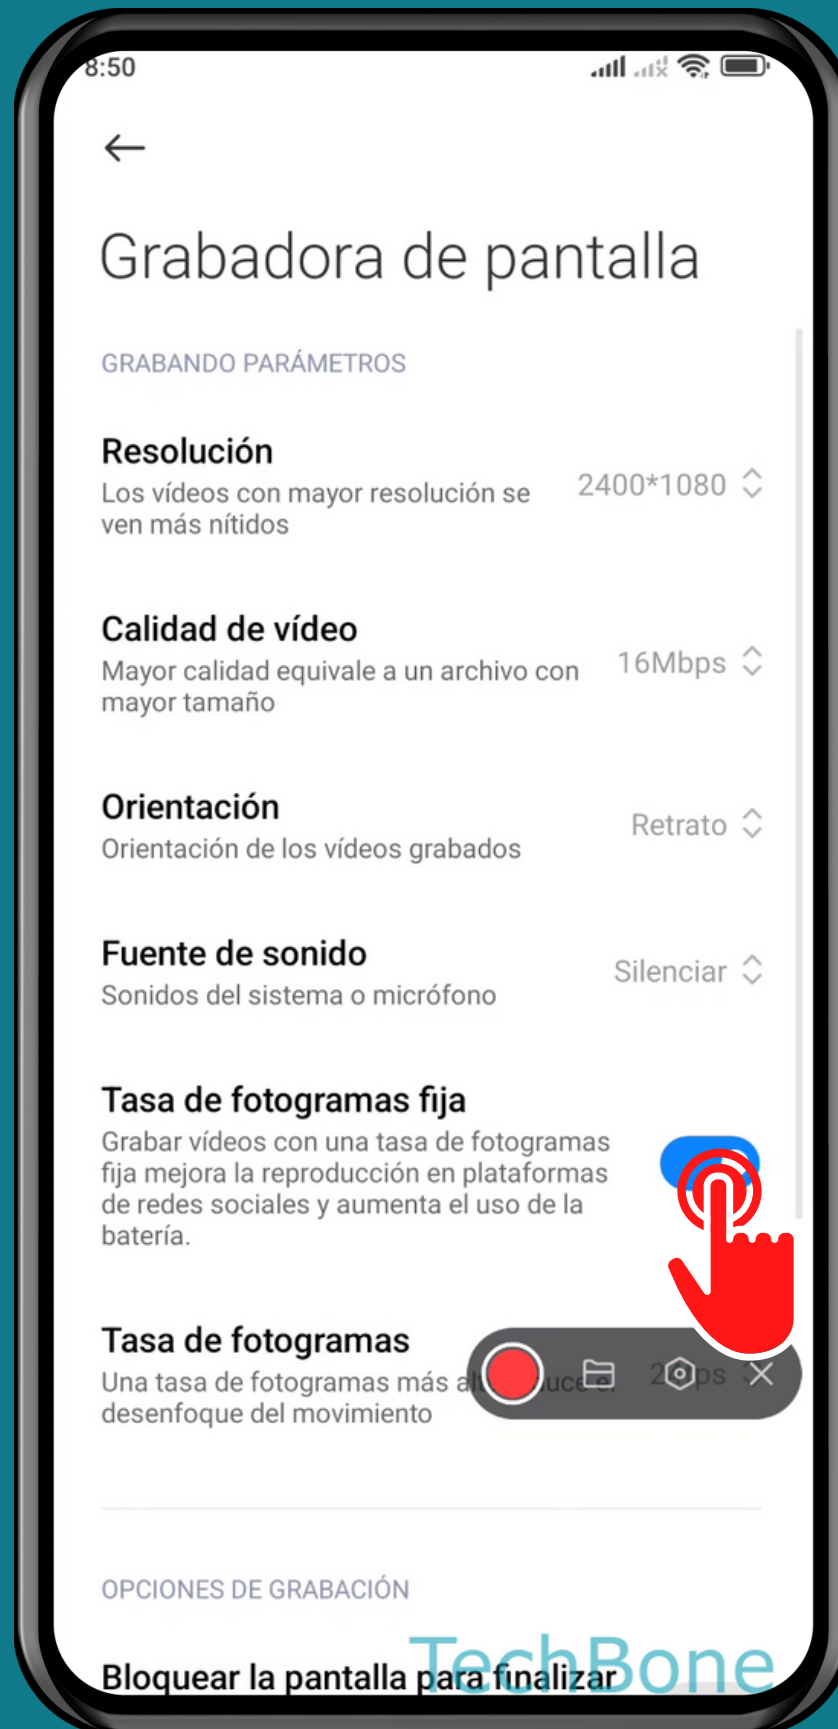 8:50
Grabadora de pantalla
GRABANDO PARÁMETROS
Resolución
Los vídeos con mayor resolución se
ven más nítidos
2400*1080
Calidad de vídeo
Mayor calidad equivale a un archivo con
mayor tamaño
16Mbps
Orientación
Orientación de los vídeos grabados
Retrato
Fuente de sonido
Sonidos del sistema o micrófono
Silenciar
Tasa de fotogramas fija
Grabar vídeos con una tasa de fotogramas
fija mejora la reproducción en plataformas
de redes sociales y aumenta el uso de la
batería.
Tasa de fotogramas
Una tasa de fotogramas más
desenfoque del movimiento
OPCIONES DE GRABACIÓN
Bloquear la pantalla para finalizar
TechBone